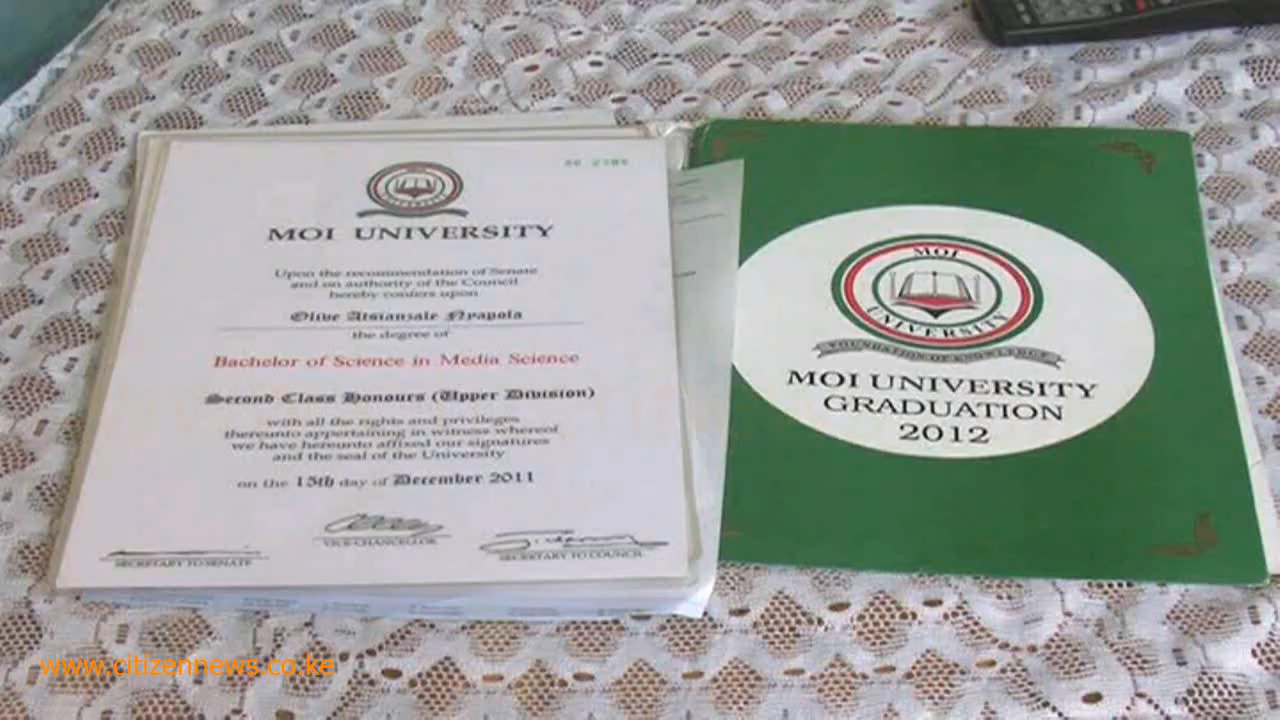 MOI UNIVERSITY
Upon the recommendation of Senate
and on authority of the Council
hereby confers upon
Olive Atsianzale Nyapola
the degree of
Bachelor of Science in Media Science
Second Class Honours (Upper Division)
with all the rights and privileges
thereunto appertaining in witness whereof
we have hereunto affixed our signatures
and the seal of the University
on the 15th day of December 2011
VICE-CHANCELLOR
SECRETARY TO SENATE
SECRETARY TO COUNCIL
MOI
UNIVERSITY
FOUNDATION OF KNOWLEDGE
MOI UNIVERSITY
GRADUATION
2012
www.citizennews.co.ke